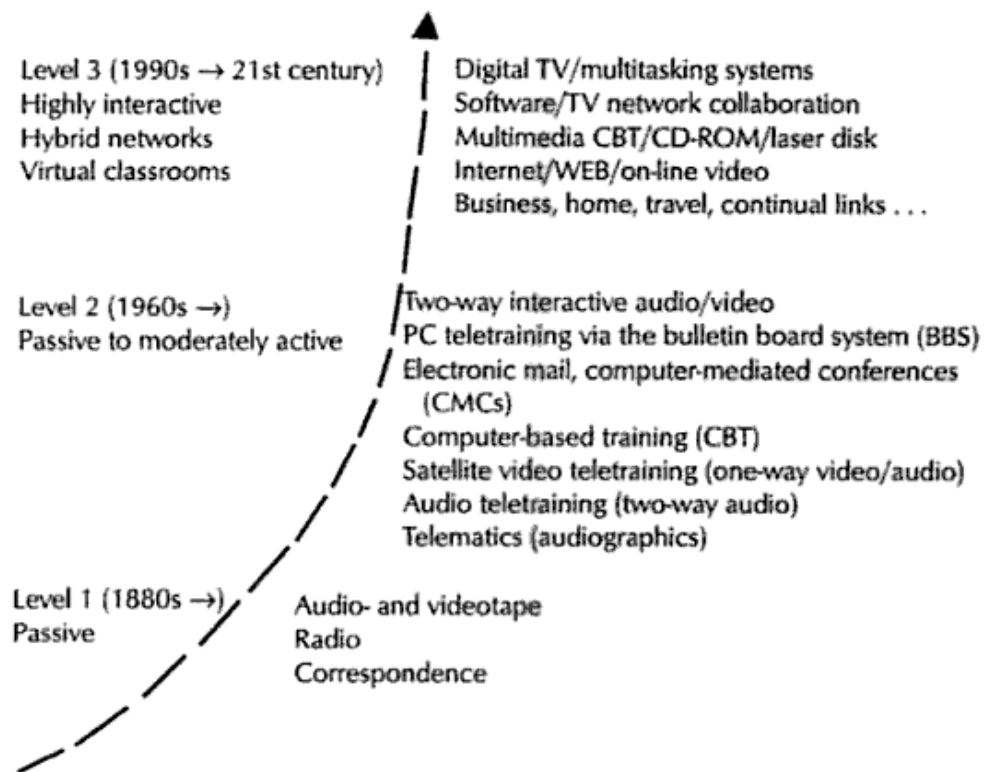 Level 3 (1990s → 21st century)
Highly interactive
Hybrid networks
Virtual classrooms
Digital TV/multitasking systems
Software/TV network collaboration
Multimedia CBT/CD-ROM/laser disk
Internet/WEB/on-line video
Business, home, travel, continual links . . .
Level 2 (1960s →)
Passive to moderately active
Two-way interactive audio/video
PC teletraining via the bulletin board system (BBS)
Electronic mail, computer-mediated conferences
(CMCs)
Computer-based training (CBT)
Satellite video teletraining (one-way video/audio)
Audio teletraining (two-way audio)
Telematics (audiographics)
Level 1 (1880s →)
Passive
Audio- and videotape
Radio
Correspondence